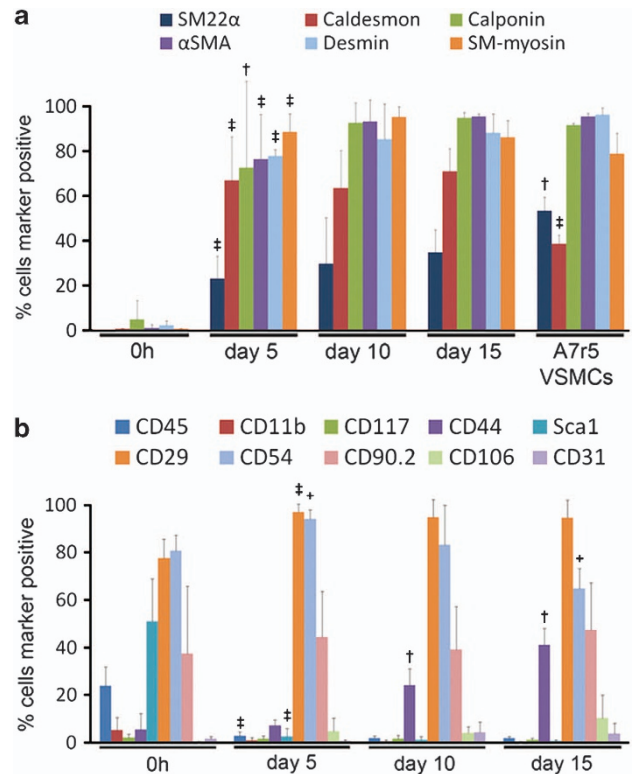 a
SM22α Caldesmon Calponin
αSMA Desmin SM-myosin
% cells marker positive
100
80
60
40
20
0
‡ ‡ † ‡ ‡ ‡
† ‡
0h day 5 day 10 day 15 A7r5
VSMCs
b
CD45 CD11b CD117 CD44 Sca1
CD29 CD54 CD90.2 CD106 CD31
% cells marker positive
100
80
60
40
20
0
‡ ‡ ‡ +
†
† +
0h day 5 day 10 day 15